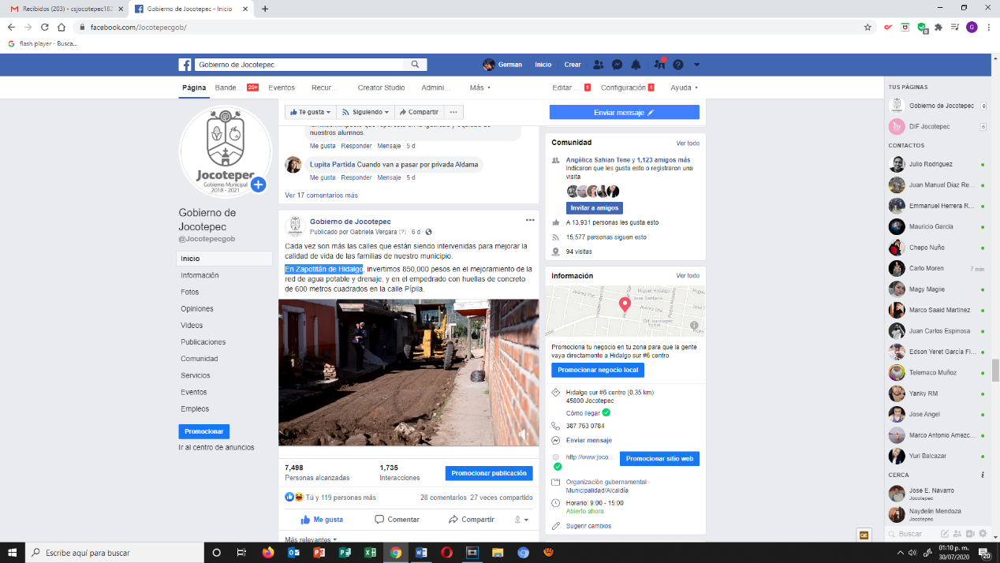 Recibidos (203) - csjocotepec182
Gobierno de Jocotepec - Inicio
facebook.com/Jocotepecgob/
flash player - Busca...
Gobierno de Jocotepec
German
Inicio
Crear
Página
Bande...
20+
Eventos
Recur...
Creator Studio
Admini...
Más
Editar ...
1
Configuración
1
Ayuda
Jocotepec
Gobierno Municipal
2018 - 2021
Gobierno de
Jocotepec
@Jocotepecgob
Inicio
Información
Fotos
Opiniones
Videos
Publicaciones
Comunidad
Servicios
Eventos
Empleos
Promocionar
Ir al centro de anuncios
Te gusta
Siguiendo
Compartir
...
Enviar mensaje
nuestros alumnos.
Me gusta · Responder · Mensaje · 5 d
Lupita Partida Cuando van a pasar por privada Aldama
Me gusta · Responder · Mensaje · 5 d
Ver 17 comentarios más
Gobierno de Jocotepec
Publicado por Gabriela Vergara [?] · 6 d ·
Cada vez son más las calles que están siendo intervenidas para mejorar la
calidad de vida de las familias de nuestro municipio.
En Zapotitán de Hidalgo, invertimos 850,000 pesos en el mejoramiento de la
red de agua potable y drenaje, y en el empedrado con huellas de concreto
de 600 metros cuadrados en la calle Pípila.
7,498
Personas alcanzadas
1,735
Interacciones
Promocionar publicación
Tú y 119 personas más
28 comentarios 27 veces compartido
Me gusta
Comentar
Compartir
Más relevantes
Comunidad
Ver todo
Angélica Sahian Tene y 1,123 amigos más
indicaron que les gusta esto o registraron una
visita
Invitar a amigos
A 13,931 personas les gusta esto
15,577 personas siguen esto
94 visitas
Información
Ver todo
Miguel Hidalgo
Jose Santana
DIF Jocotepec
Promociona tu negocio en tu zona para que la gente
vaya directamente a Hidalgo sur #6 centro.
Promocionar negocio local
Hidalgo sur #6 centro (0.35 km)
45800 Jocotepec
Cómo llegar
387 763 0784
Enviar mensaje
http://www.joco...
Promocionar sitio web
Organización gubernamental ·
Municipalidad/Alcaldía
Horario: 9:00 - 15:00
Abierto ahora
Sugerir cambios
TUS PÁGINAS
Gobierno de Jocotepec
9
DIF Jocotepec
6
CONTACTOS
Julio Rodriguez
Juan Manuel Diaz Re...
Emmanuel Herrera R...
Mauricio Garcia
Chepo Nuño
Carlo Moren
7 min
Magy Magiie
Marco Saaid Martinez
Juan Carlos Espinosa
Edson Yeret García Fi...
Telemaco Muñoz
Yanky RM
Jose Angel
Marco Antonio Amezc...
Yuri Balcazar
CERCA
Jose E. Navarro
Jocotepec
Naydelin Mendoza
Jocotepec
Buscar
Escribe aquí para buscar
01:10 p. m.
30/07/2020
20